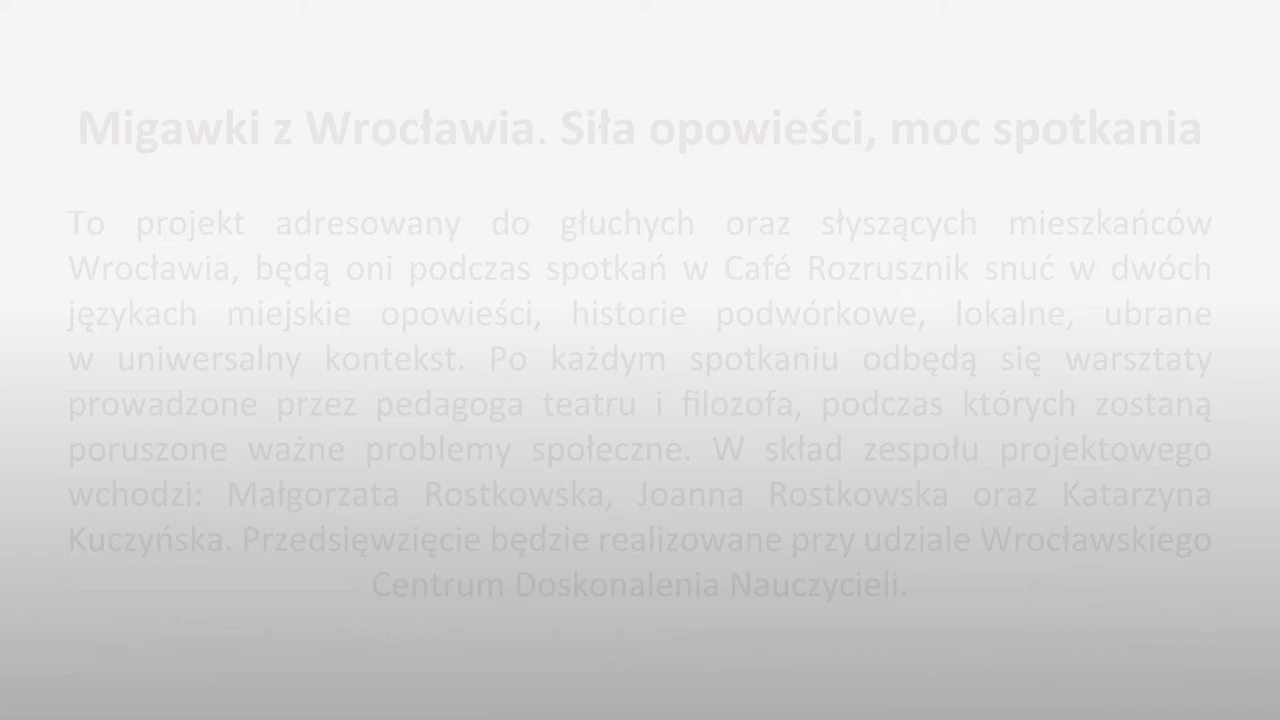 Migawki z Wrocławia. Siła opowieści, moc spotkania
To projekt adresowany do głuchych oraz słyszących mieszkańców
Wrocławia, będą oni podczas spotkań w Café Rozrusznik snuć w dwóch
językach miejskie opowieści, historie podwórkowe, lokalne, ubrane
w uniwersalny kontekst. Po każdym spotkaniu odbędą się warsztaty
prowadzone przez pedagoga teatru i filozofa, podczas których zostaną
poruszone ważne problemy społeczne. W skład zespołu projektowego
wchodzi: Małgorzata Rostkowska, Joanna Rostkowska oraz Katarzyna
Kuczyńska. Przedsięwzięcie będzie realizowane przy udziale Wrocławskiego
Centrum Doskonalenia Nauczycieli.